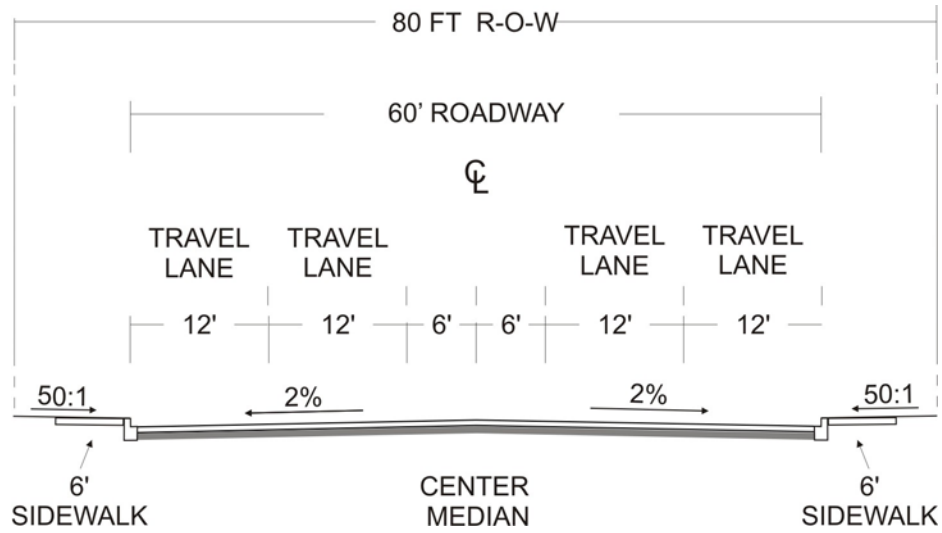 80 FT R-O-W
60' ROADWAY
℄
TRAVEL LANE
TRAVEL LANE
TRAVEL LANE
TRAVEL LANE
12' 12' 6' 6' 12' 12'
50:1 2% 2% 50:1
6' SIDEWALK
CENTER MEDIAN
6' SIDEWALK